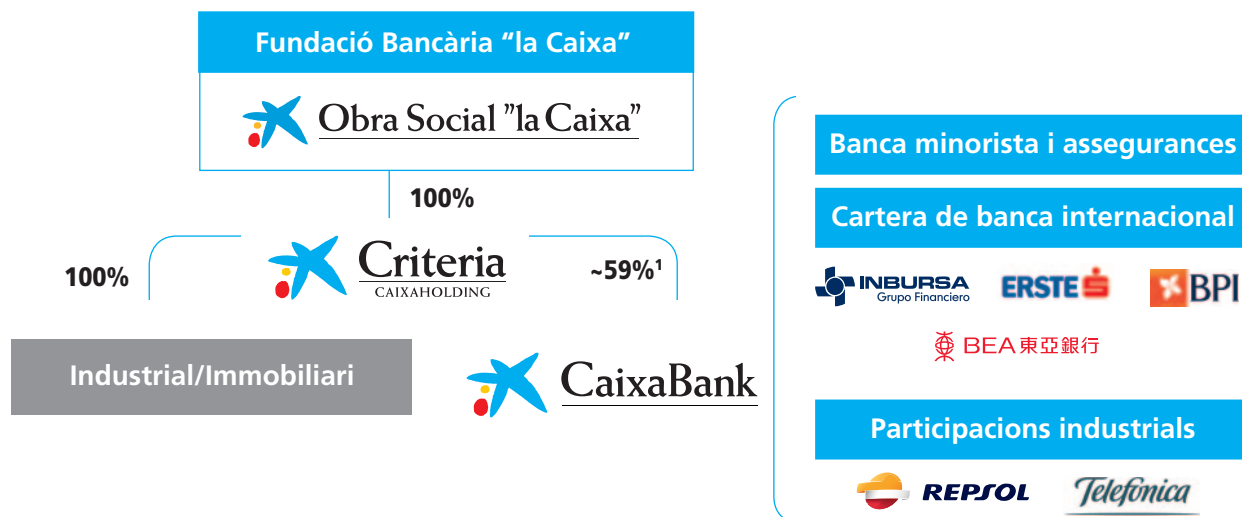 Fundació Bancària “la Caixa”
Obra Social ”la Caixa”
100%
100%
Criteria
CAIXAHOLDING
~59%¹
Industrial/Immobiliari
CaixaBank
Banca minorista i assegurances
Cartera de banca internacional
INBURSA
Grupo Financiero
ERSTE
BPI
BEA東亞銀行
Participacions industrials
REPSOL
Telefónica